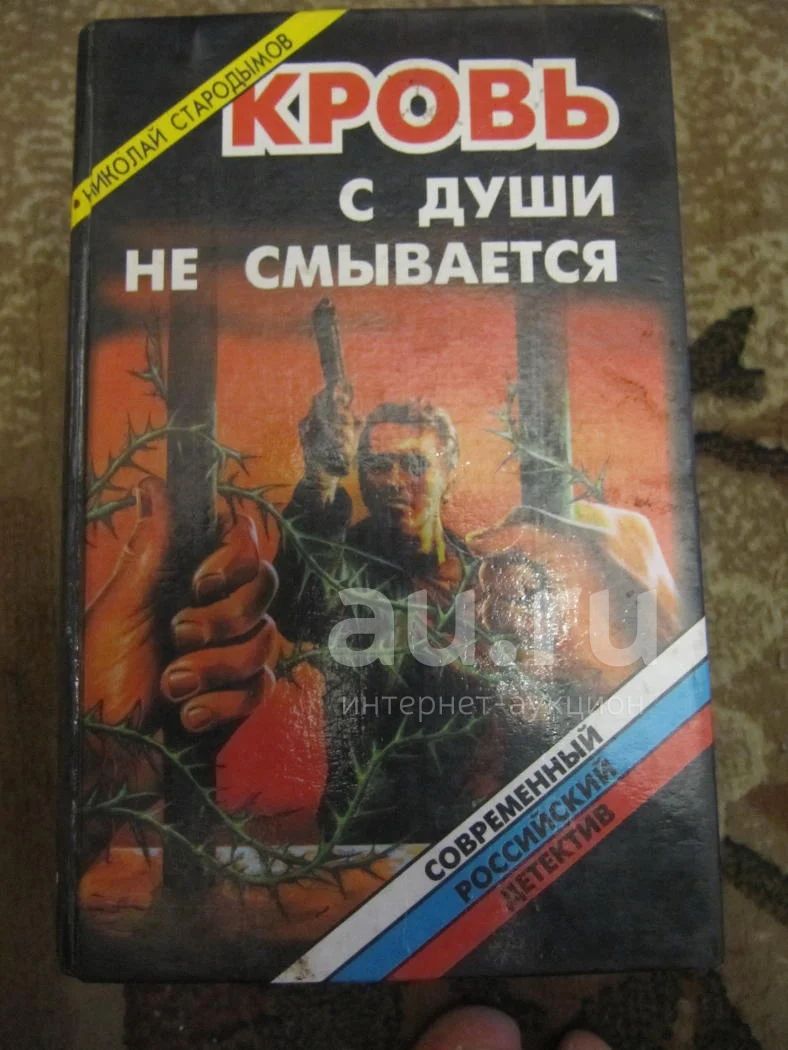 • НИКОЛАЙ СТАРОДЫМОВ
КРОВЬ
С ДУШИ
НЕ СМЫВАЕТСЯ
au.ru
интернет-аукцион
СОВРЕМЕННЫЙ
РОССИЙСКИЙ
ДЕТЕКТИВ